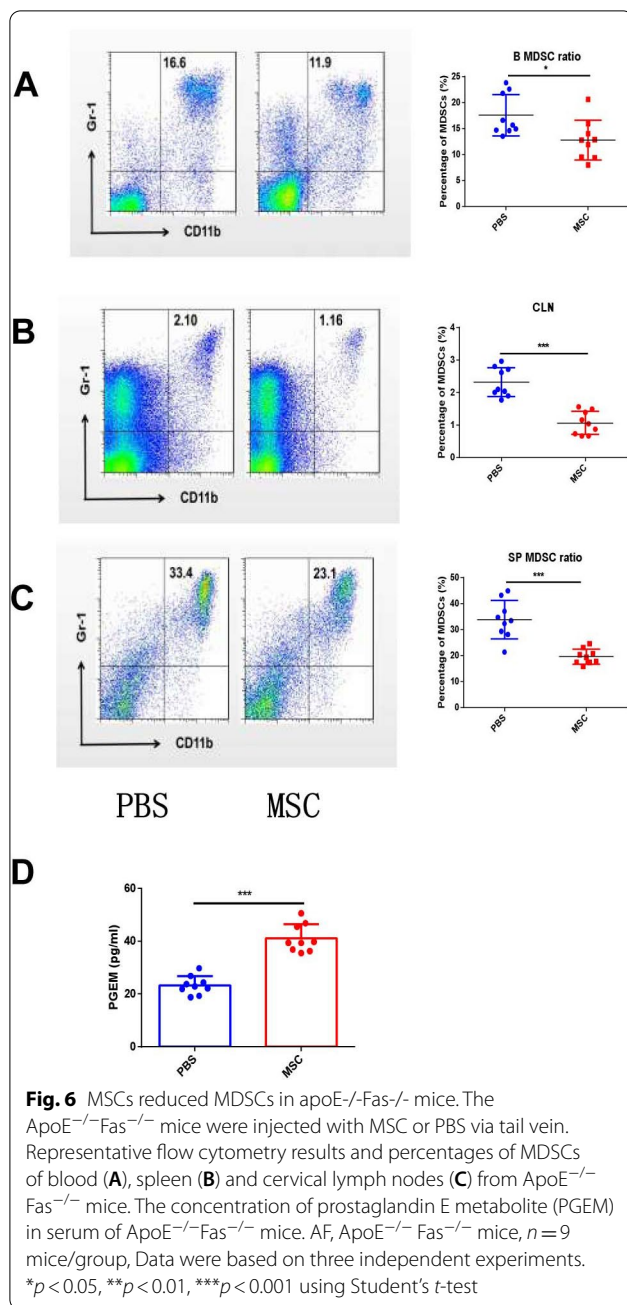 A
16.6
11.9
Gr-1
CD11b
B MDSC ratio
*
Percentage of MDSCs (%)
25
20
15
10
5
0
PBS
MSC
B
2.10
1.16
Gr-1
CD11b
CLN
***
Percentage of MDSCs (%)
4
3
2
1
0
PBS
MSC
C
33.4
23.1
Gr-1
CD11b
SP MDSC ratio
***
Percentage of MDSCs (%)
50
40
30
20
10
0
PBS
MSC
PBS MSC
D
***
PGEM (pg/ml)
60
40
20
0
PBS
MSC
Fig. 6 MSCs reduced MDSCs in apoE-/-Fas-/- mice. The
ApoE−/−Fas−/− mice were injected with MSC or PBS via tail vein.
Representative flow cytometry results and percentages of MDSCs
of blood (A), spleen (B) and cervical lymph nodes (C) from ApoE−/−
Fas−/− mice. The concentration of prostaglandin E metabolite (PGEM)
in serum of ApoE−/−Fas−/− mice. AF, ApoE−/− Fas−/− mice, n = 9
mice/group, Data were based on three independent experiments.
*p < 0.05, **p < 0.01, ***p < 0.001 using Student's t-test